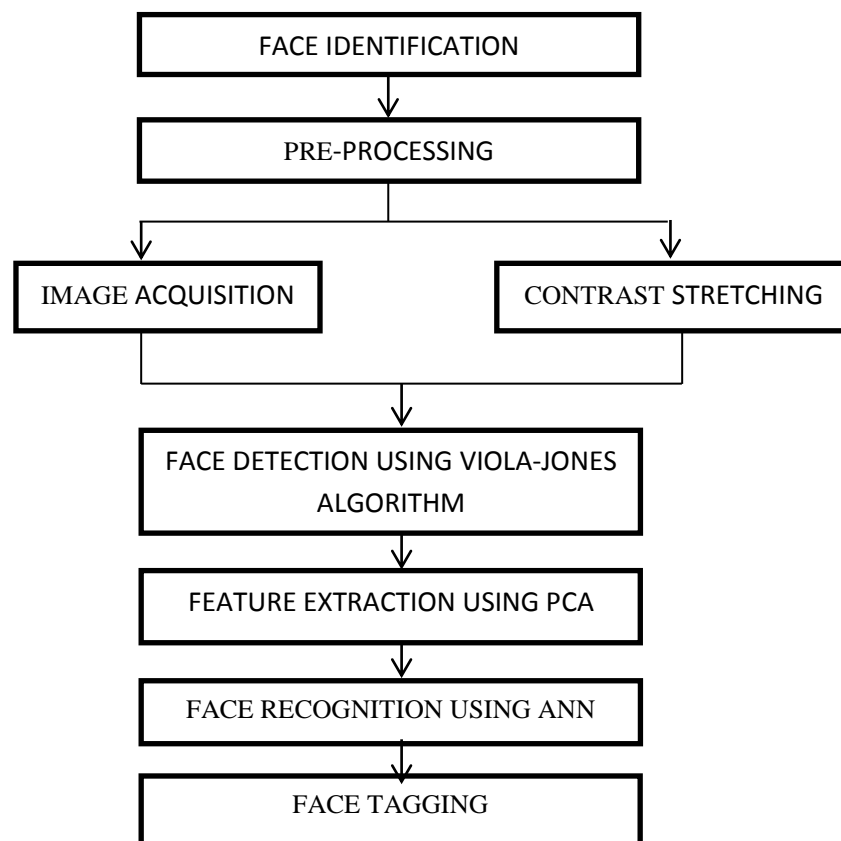 FACE IDENTIFICATION
PRE-PROCESSING
IMAGE ACQUISITION
CONTRAST STRETCHING
FACE DETECTION USING VIOLA-JONES
ALGORITHM
FEATURE EXTRACTION USING PCA
FACE RECOGNITION USING ANN
FACE TAGGING